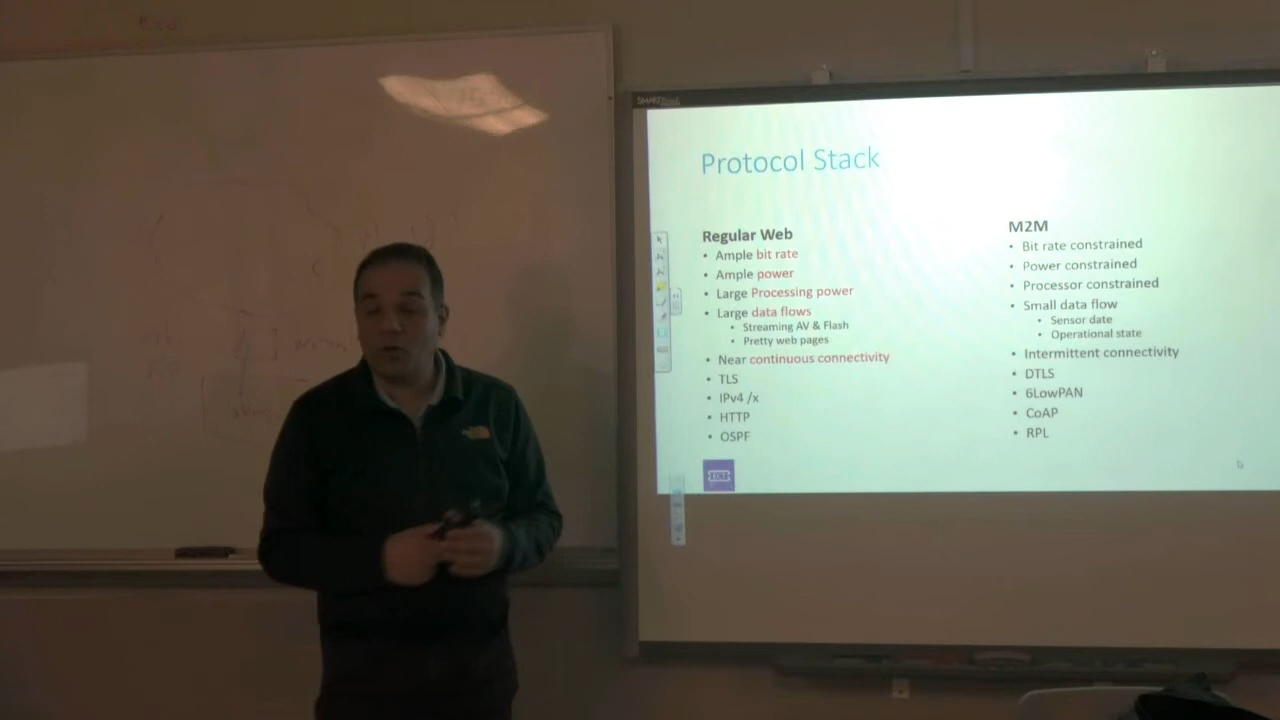 SMART Board
Protocol Stack
Regular Web
• Ample bit rate
• Ample power
• Large Processing power
• Large data flows
• Streaming AV & Flash
• Pretty web pages
• Near continuous connectivity
• TLS
• IPv4 /x
• HTTP
• OSPF
M2M
• Bit rate constrained
• Power constrained
• Processor constrained
• Small data flow
• Sensor date
• Operational state
• Intermittent connectivity
• DTLS
• 6LowPAN
• CoAP
• RPL